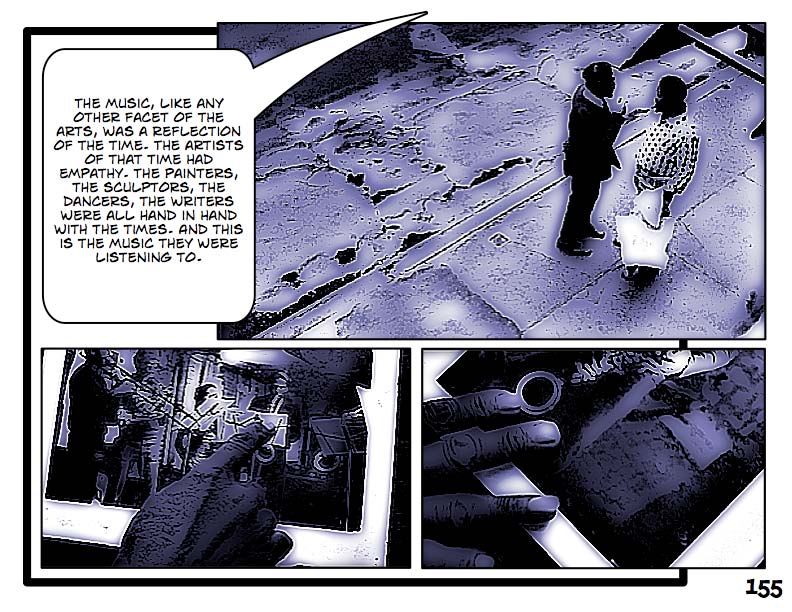 THE MUSIC, LIKE ANY
OTHER FACET OF THE
ARTS, WAS A REFLECTION
OF THE TIME. THE ARTISTS
OF THAT TIME HAD
EMPATHY. THE PAINTERS,
THE SCULPTORS, THE
DANCERS, THE WRITERS
WERE ALL HAND IN HAND
WITH THE TIMES. AND THIS
IS THE MUSIC THEY WERE
LISTENING TO.
155